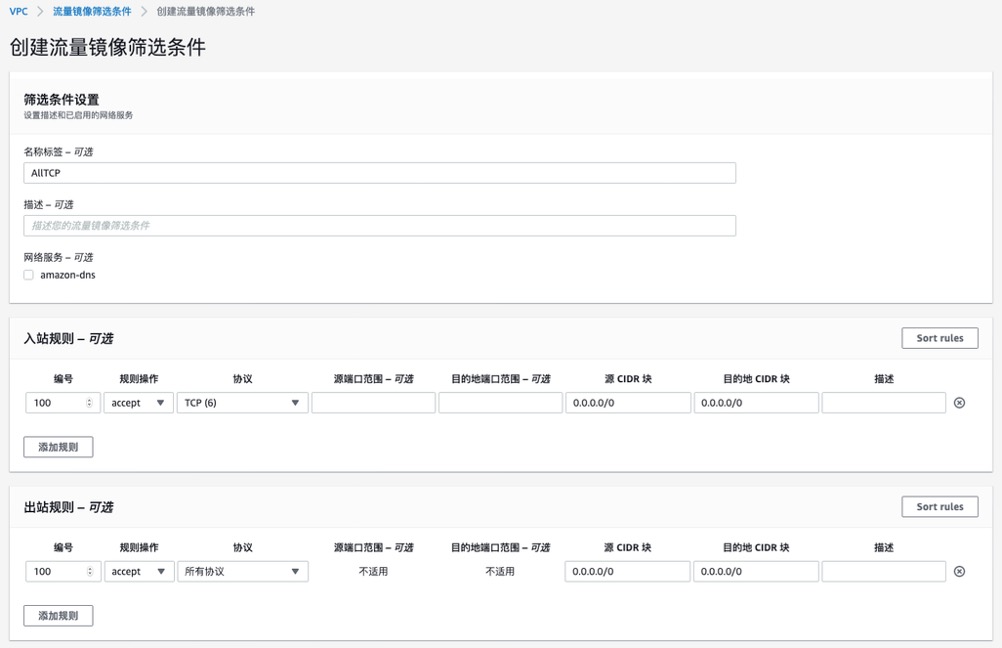 VPC > 流量镜像筛选条件 > 创建流量镜像筛选条件
创建流量镜像筛选条件
筛选条件设置
设置描述和已启用的网络服务
名称标签 – 可选
AllTCP
描述 – 可选
描述您的流量镜像筛选条件
网络服务 – 可选
amazon-dns
入站规则 – 可选 Sort rules
编号 规则操作 协议 源端口范围 – 可选 目的地端口范围 – 可选 源 CIDR 块 目的地 CIDR 块 描述
100 accept TCP (6) 0.0.0.0/0 0.0.0.0/0
添加规则
出站规则 – 可选 Sort rules
编号 规则操作 协议 源端口范围 – 可选 目的地端口范围 – 可选 源 CIDR 块 目的地 CIDR 块 描述
100 accept 所有协议 不适用 不适用 0.0.0.0/0 0.0.0.0/0
添加规则